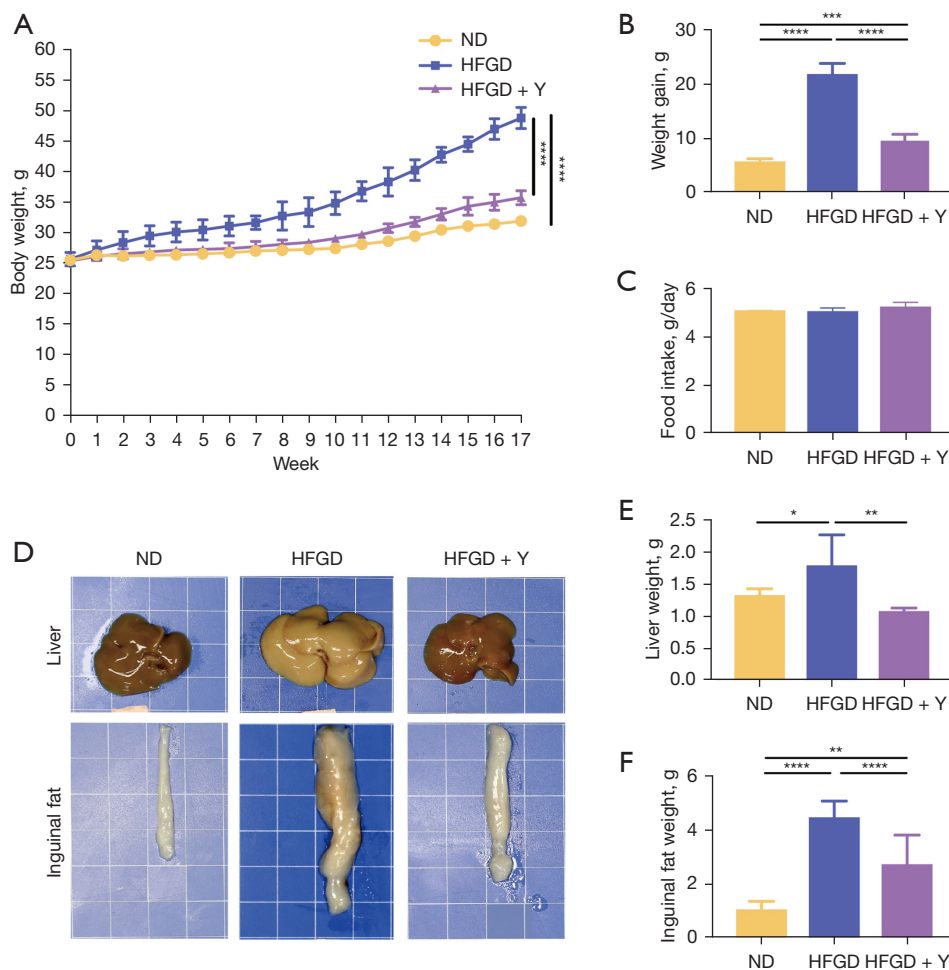 A
ND
HFGD
HFGD + Y
Body weight, g
60
55
50
45
40
35
30
25
20
15
10
5
0
****
****
0 1 2 3 4 5 6 7 8 9 10 11 12 13 14 15 16 17
Week
B
Weight gain, g
30
20
10
0
***
**** ****
ND HFGD HFGD + Y
C
Food intake, g/day
6
4
2
0
ND HFGD HFGD + Y
D
ND HFGD HFGD + Y
Liver
Inguinal fat
E
Liver weight, g
2.5
2.0
1.5
1.0
0.5
0.0
* **
ND HFGD HFGD + Y
F
Inguinal fat weight, g
6
4
2
0
**
**** ****
ND HFGD HFGD + Y